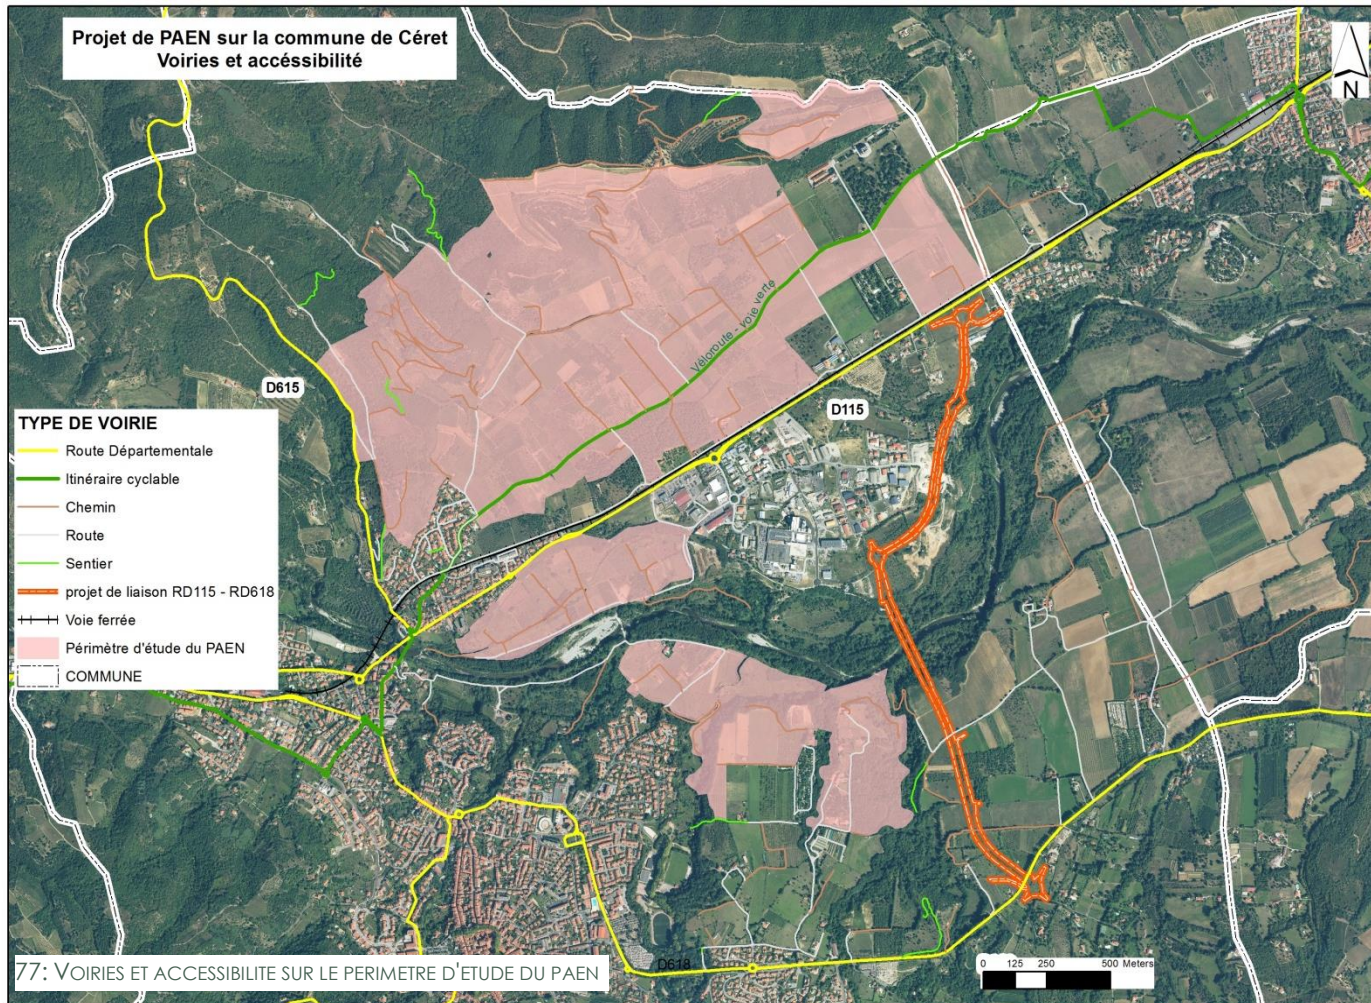 Projet de PAEN sur la commune de Céret
Voiries et accéssibilité
N
Véloroute - voie verte
D615
D115
TYPE DE VOIRIE
Route Départementale
Itinéraire cyclable
Chemin
Route
Sentier
projet de liaison RD115 - RD618
Voie ferrée
Périmètre d'étude du PAEN
COMMUNE
D618
0 125 250 500 Meters
77: VOIRIES ET ACCESSIBILITE SUR LE PERIMETRE D'ETUDE DU PAEN